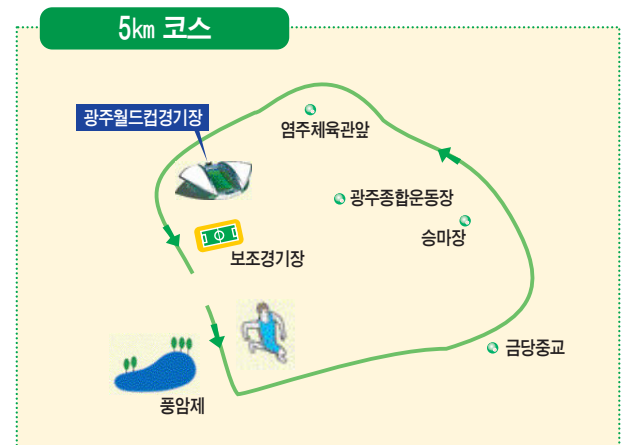 5km 코스
광주월드컵경기장
염주체육관앞
광주종합운동장
승마장
보조경기장
금당중교
풍암제